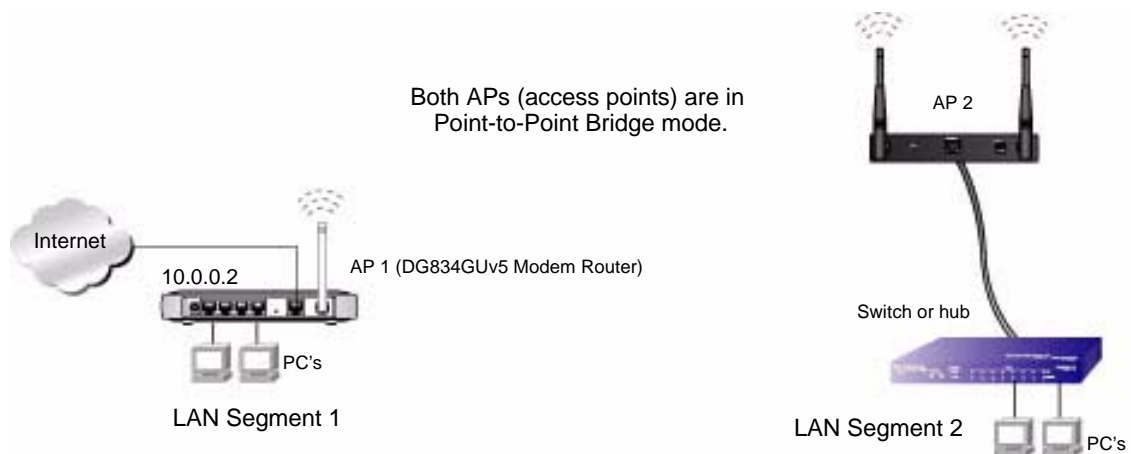 Both APs (access points) are in
Point-to-Point Bridge mode.
AP 2
Internet
10.0.0.2
AP 1 (DG834GUv5 Modem Router)
PC's
LAN Segment 1
Switch or hub
LAN Segment 2
PC's